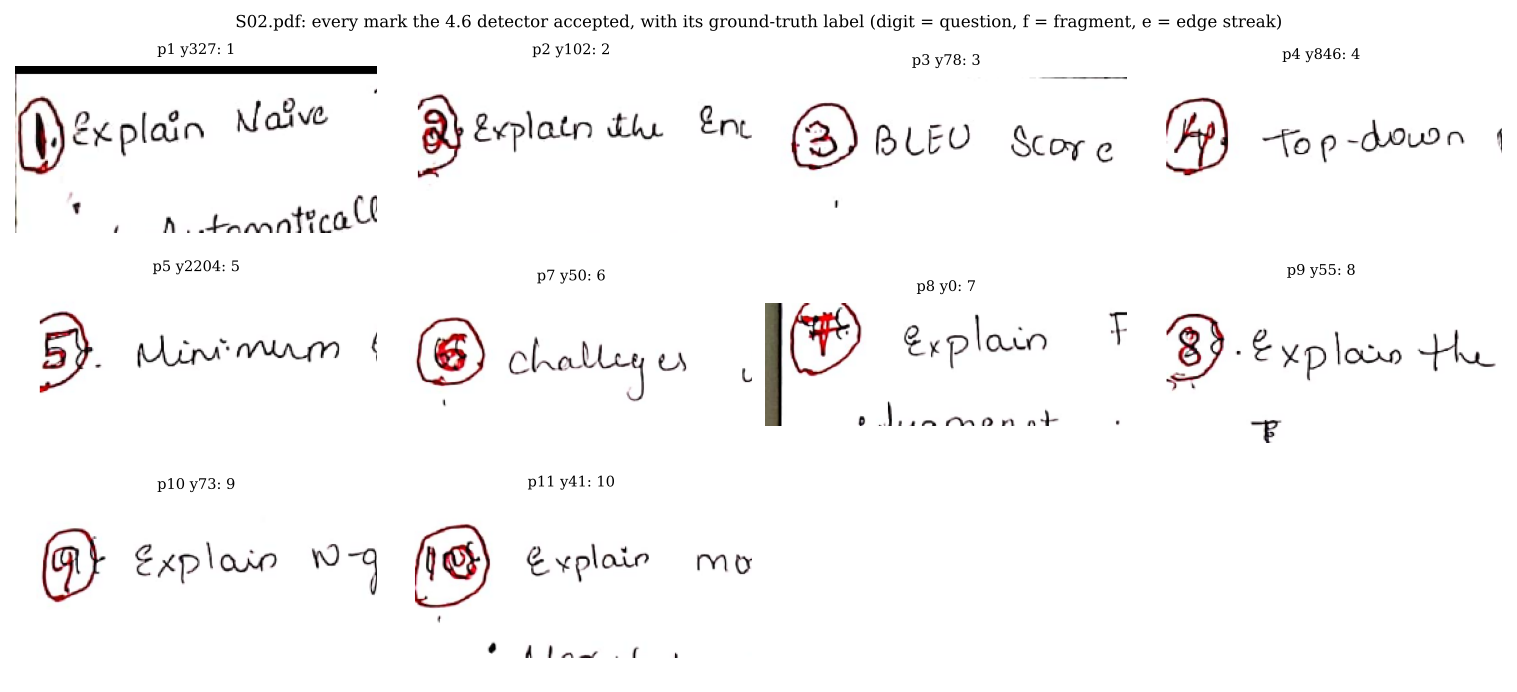 S02.pdf: every mark the 4.6 detector accepted, with its ground-truth label (digit = question, f = fragment, e = edge streak)
p1 y327: 1
1. Explain Naive
Automaticall
p2 y102: 2
2. Explain the Enc
p3 y78: 3
3. BLEU Score
p4 y846: 4
4. Top-down
p5 y2204: 5
5}. Minimum
p7 y50: 6
6 challeges
p8 y0: 7
7 Explain F
p9 y55: 8
8}. Explain the
p10 y73: 9
9} Explain N-g
p11 y41: 10
10} Explain mo